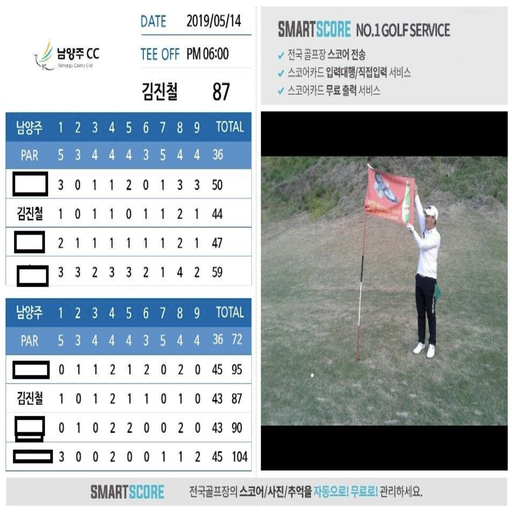 남양주 CC
DATE 2019/05/14
TEE OFF PM 06:00
김진철 87
남양주 1 2 3 4 5 6 7 8 9 TOTAL
PAR 5 3 4 4 4 3 5 4 4 36
3 0 1 1 2 0 1 3 3 50
김진철 1 0 1 1 0 1 1 2 1 44
2 1 1 1 1 1 1 2 1 47
3 3 2 3 3 2 1 4 2 59
남양주 1 2 3 4 5 6 7 8 9 TOTAL
PAR 5 4 3 4 4 3 5 4 4 36 72
0 1 1 2 1 2 0 2 0 45 95
김진철 1 0 1 2 1 1 0 1 0 43 87
0 1 0 2 2 0 0 2 0 43 90
3 0 0 2 0 0 1 1 2 45 104
SMARTSCORE NO.1 GOLF SERVICE
✓ 전국 골프장 스코어 전송
✓ 스코어카드 입력대행/직접입력 서비스
✓ 스코어카드 무료 출력 서비스
SMARTSCORE 전국골프장의 스코어/사진/추억을 자동으로! 무료로! 관리하세요.